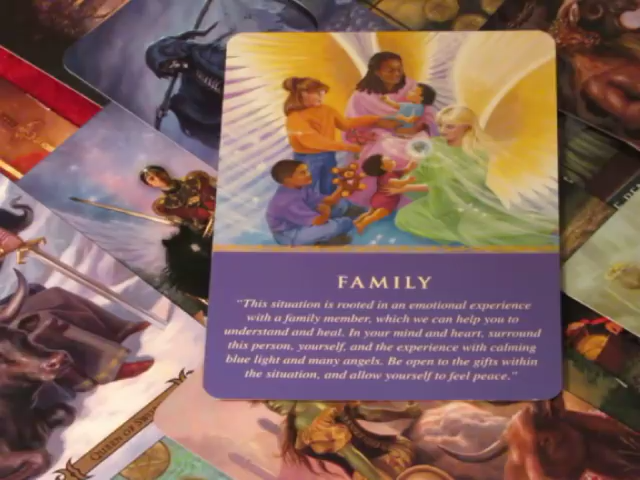 FAMILY
"This situation is rooted in an emotional experience
with a family member, which we can help you to
understand and heal. In your mind and heart, surround
this person, yourself, and the experience with calming
blue light and many angels. Be open to the gifts within
the situation, and allow yourself to feel peace."
QUEEN OF